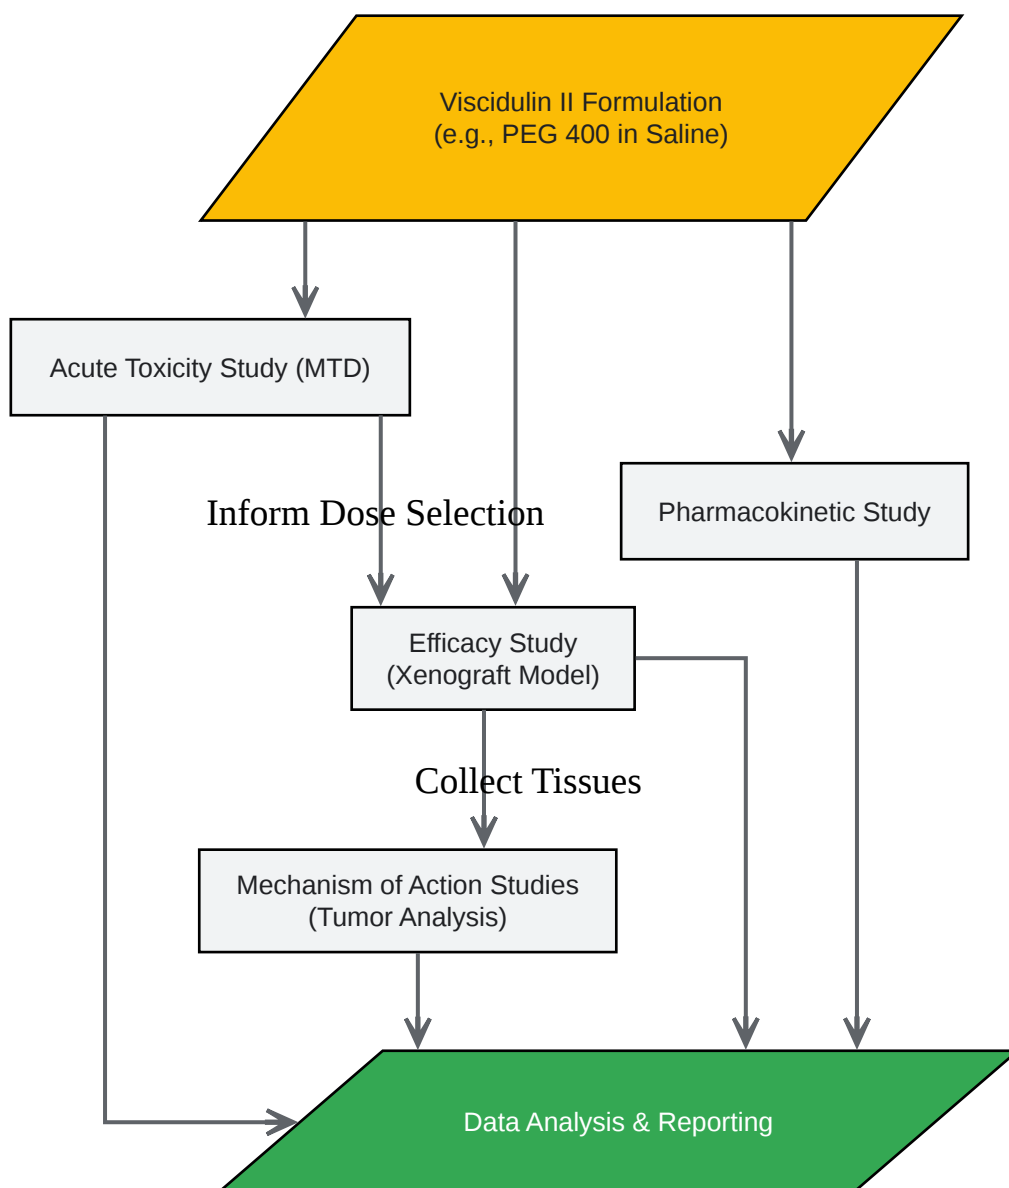 Viscidulin II Formulation
(e.g., PEG 400 in Saline)
Acute Toxicity Study (MTD)
Inform Dose Selection
Pharmacokinetic Study
Efficacy Study
(Xenograft Model)
Collect Tissues
Mechanism of Action Studies
(Tumor Analysis)
Data Analysis & Reporting